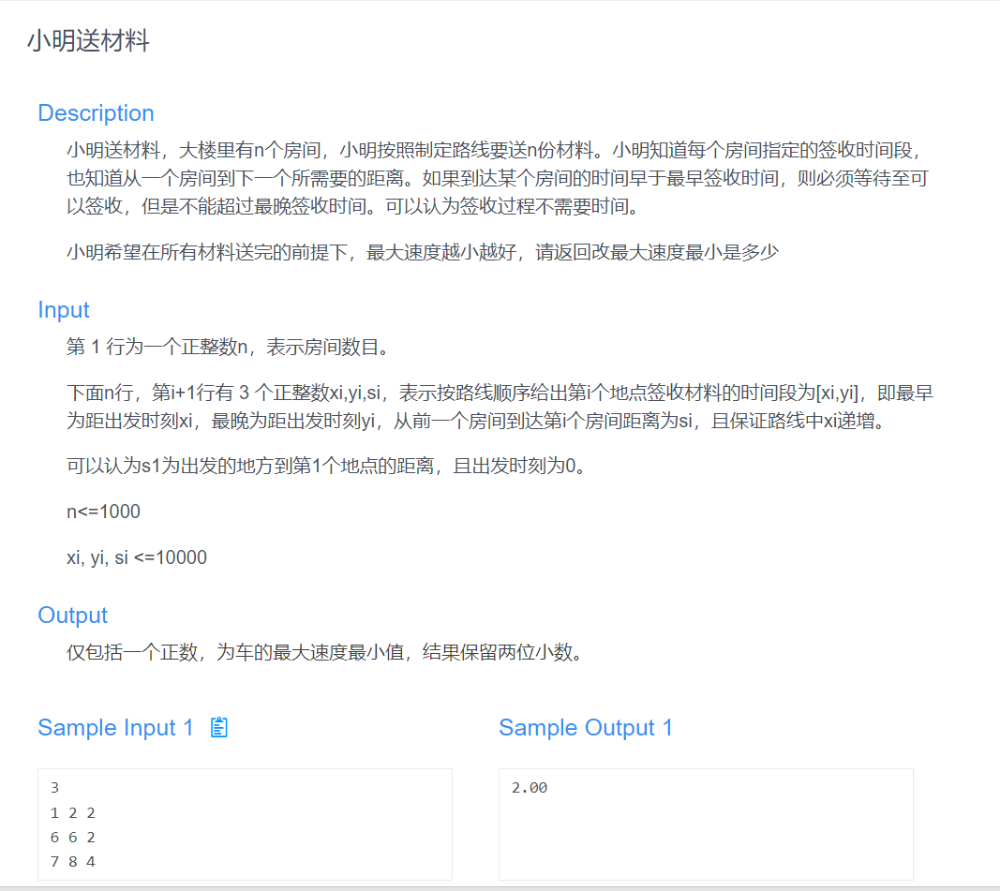 小明送材料
Description
小明送材料，大楼里有n个房间，小明按照制定路线要送n份材料。小明知道每个房间指定的签收时间段，
也知道从一个房间到下一个所需要的距离。如果到达某个房间的时间早于最早签收时间，则必须等待至可
以签收，但是不能超过最晚签收时间。可以认为签收过程不需要时间。
小明希望在所有材料送完的前提下，最大速度越小越好，请返回改最大速度最小是多少
Input
第 1 行为一个正整数n，表示房间数目。
下面n行，第i+1行有 3 个正整数xi,yi,si，表示按路线顺序给出第i个地点签收材料的时间段为[xi,yi]，即最早
为距出发时刻xi，最晚为距出发时刻yi，从前一个房间到达第i个房间距离为si，且保证路线中xi递增。
可以认为s1为出发的地方到第1个地点的距离，且出发时刻为0。
n<=1000
xi, yi, si <=10000
Output
仅包括一个正数，为车的最大速度最小值，结果保留两位小数。
Sample Input 1
3
1 2 2
6 6 2
7 8 4
Sample Output 1
2.00